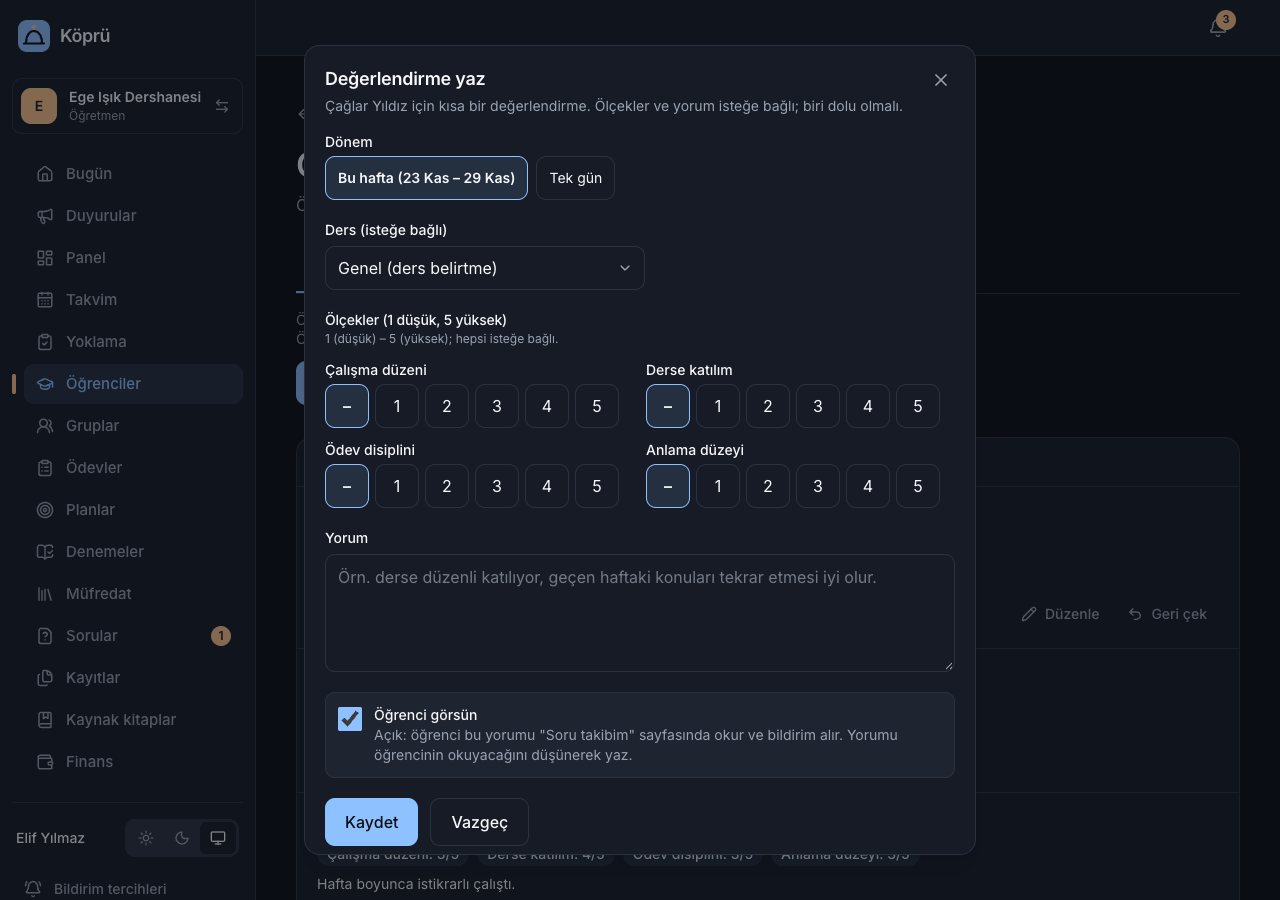 Köprü
3
E
Ege Işık Dershanesi
Öğretmen
Bugün
Duyurular
Panel
Takvim
Yoklama
Öğrenciler
Gruplar
Ödevler
Planlar
Denemeler
Müfredat
Sorular
1
Kayıtlar
Kaynak kitaplar
Finans
Elif Yılmaz
Bildirim tercihleri
Değerlendirme yaz
Çağlar Yıldız için kısa bir değerlendirme. Ölçekler ve yorum isteğe bağlı; biri dolu olmalı.
Dönem
Bu hafta (23 Kas – 29 Kas)
Tek gün
Ders (isteğe bağlı)
Genel (ders belirtme)
Ölçekler (1 düşük, 5 yüksek)
1 (düşük) – 5 (yüksek); hepsi isteğe bağlı.
Çalışma düzeni
– 1 2 3 4 5
Derse katılım
– 1 2 3 4 5
Ödev disiplini
– 1 2 3 4 5
Anlama düzeyi
– 1 2 3 4 5
Yorum
Örn. derse düzenli katılıyor, geçen haftaki konuları tekrar etmesi iyi olur.
Öğrenci görsün
Açık: öğrenci bu yorumu "Soru takibim" sayfasında okur ve bildirim alır. Yorumu
öğrencinin okuyacağını düşünerek yaz.
Kaydet
Vazgeç
Düzenle
Geri çek
Hafta boyunca istikrarlı çalıştı.